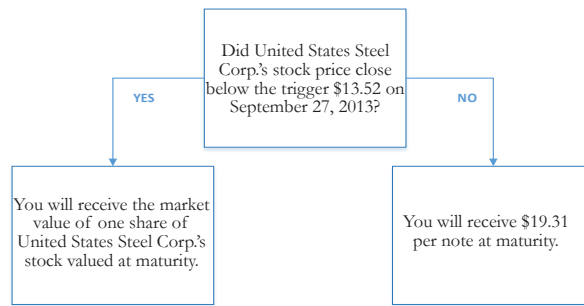 Did United States Steel
Corp.'s stock price close
below the trigger $13.52 on
September 27, 2013?
YES
NO
You will receive the market
value of one share of
United States Steel Corp.'s
stock valued at maturity.
You will receive $19.31
per note at maturity.